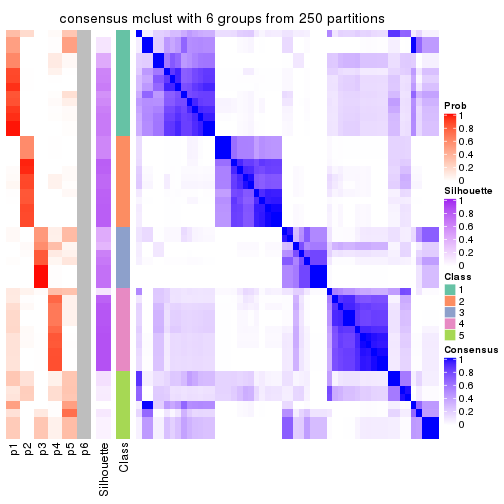 consensus mclust with 6 groups from 250 partitions
Prob
1
0.8
0.6
0.4
0.2
0
Silhouette
1
0.8
0.6
0.4
0.2
0
Class
1
2
3
4
5
Consensus
1
0.8
0.6
0.4
0.2
0
p1
p2
p3
p4
p5
p6
Silhouette
Class